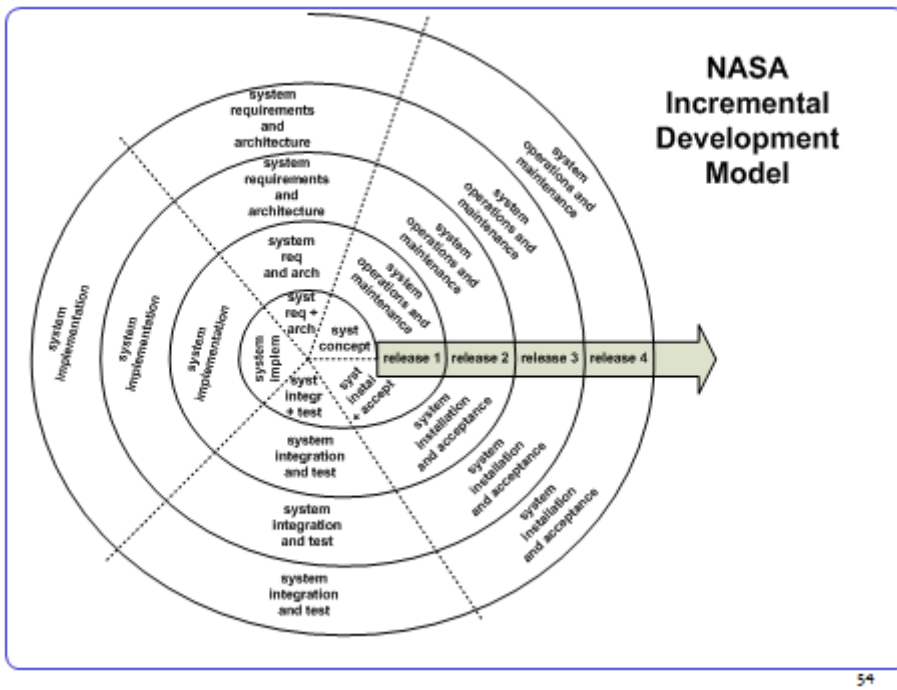 NASA
Incremental
Development
Model
system
requirements
and
architecture
system
requirements
and
architecture
system
req
and arch
syst
req +
arch
syst
concept
system
operations and
maintenance
system
operations and
maintenance
system
operations and
maintenance
system
operations and
maintenance
release 1
release 2
release 3
release 4
system
implementation
system
implementation
system
implementation
system
implem
syst
integr
+ test
syst
instal
+ accept
system
integration
and test
system
integration
and test
system
integration
and test
system
installation
and acceptance
system
installation
and acceptance
system
installation
and acceptance
54